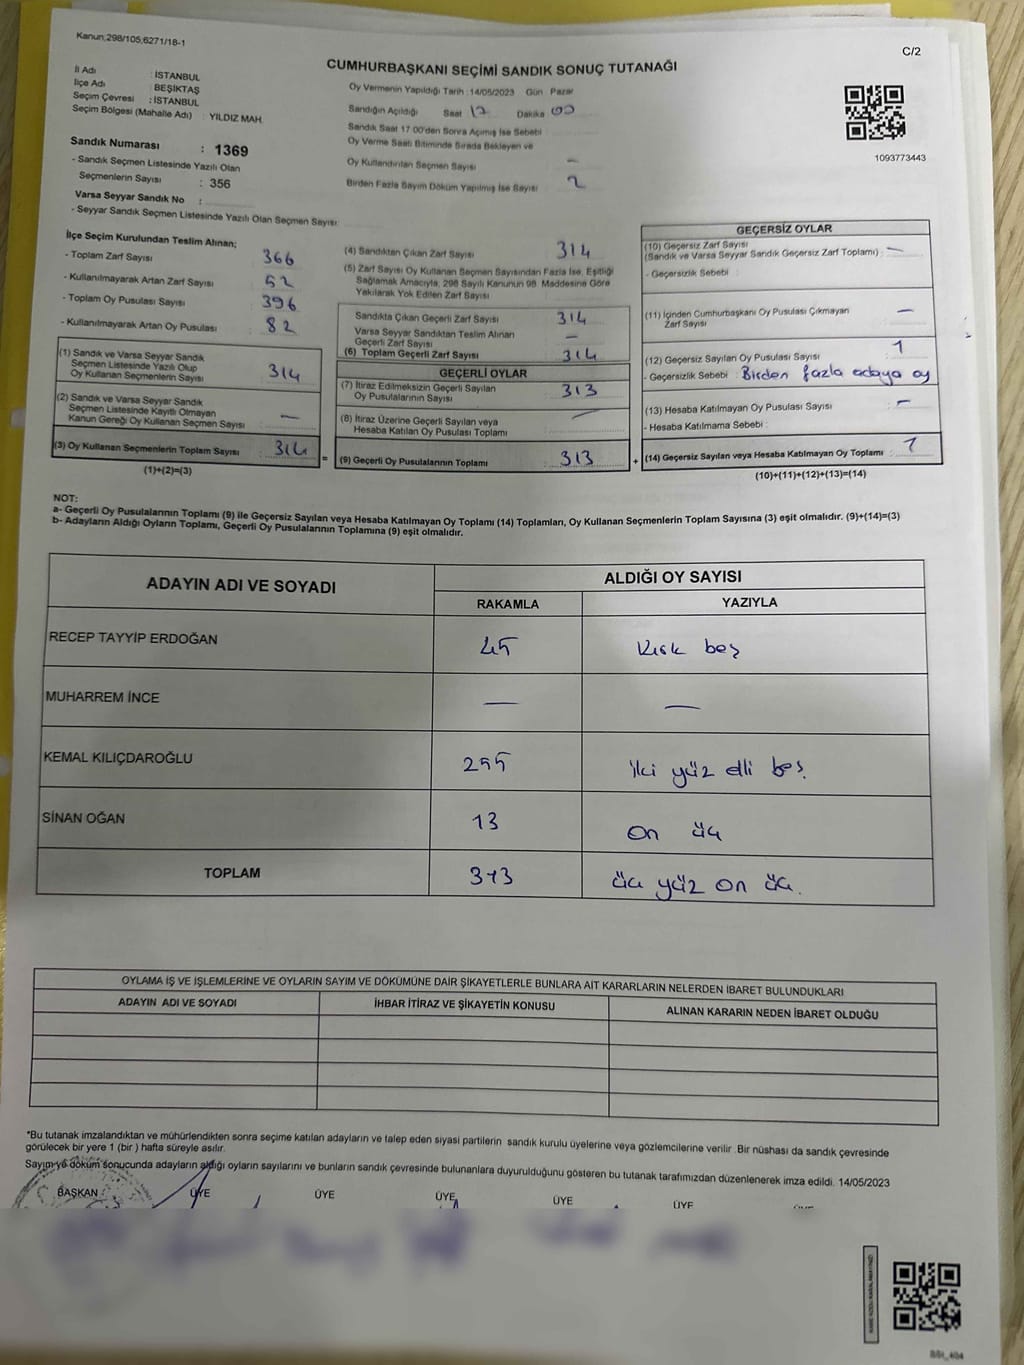 Kanun,298/105,6271/18-1
C/2
CUMHURBAŞKANI SEÇİMİ SANDIK SONUÇ TUTANAĞI
İl Adı : İSTANBUL
İlçe Adı : BEŞİKTAŞ
Seçim Çevresi : İSTANBUL
Seçim Bölgesi (Mahalle Adı) : YILDIZ MAH.
Oy Vermenin Yapıldığı Tarih :14/05/2023 Gün Pazar
Sandığın Açıldığı Saat 17 Dakika 00
Sandık Saat 17 00'den Sonra Açımış İse Sebebi :
Oy Verme Saati Bitiminde Sırada Bekleyen ve
Oy Kullandırılan Seçmen Sayısı —
Birden Fazla Sayım Döküm Yapılmış İse Sayısı 2
1093773443
Sandık Numarası : 1369
- Sandık Seçmen Listesinde Yazılı Olan
Seçmenlerin Sayısı : 356
Varsa Seyyar Sandık No :
- Seyyar Sandık Seçmen Listesinde Yazılı Olan Seçmen Sayısı:
İlçe Seçim Kurulundan Teslim Alınan;
- Toplam Zarf Sayısı 366
- Kullanılmayarak Artan Zarf Sayısı 52
- Toplam Oy Pusulası Sayısı 396
- Kullanılmayarak Artan Oy Pusulası 82
(1) Sandık ve Varsa Seyyar Sandık
Seçmen Listesinde Yazılı Olup
Oy Kullanan Seçmenlerin Sayısı 314
(2) Sandık ve Varsa Seyyar Sandık
Seçmen Listesinde Kayıtlı Olmayan
Kanun Gereği Oy Kullanan Seçmen Sayısı —
(3) Oy Kullanan Seçmenlerin Toplam Sayısı 314
(1)+(2)=(3)
(4) Sandıktan Çıkan Zarf Sayısı 314
(5) Zarf Sayısı Oy Kullanan Seçmen Sayısından Fazla İse, Eşitliği
Sağlamak Amacıyla, 298 Sayılı Kanunun 98. Maddesine Göre
Yakılarak Yok Edilen Zarf Sayısı
Sandıkta Çıkan Geçerli Zarf Sayısı 314
Varsa Seyyar Sandıktan Teslim Alınan
Geçerli Zarf Sayısı —
(6) Toplam Geçerli Zarf Sayısı 314
GEÇERLİ OYLAR
(7) İtiraz Edilmeksizin Geçerli Sayılan
Oy Pusulalarının Sayısı 313
(8) İtiraz Üzerine Geçerli Sayılan veya
Hesaba Katılan Oy Pusulası Toplamı —
= (9) Geçerli Oy Pusulalarının Toplamı 313
GEÇERSİZ OYLAR
(10) Geçersiz Zarf Sayısı
(Sandık ve Varsa Seyyar Sandık Geçersiz Zarf Toplamı) : —
- Geçersizlik Sebebi :
(11) İçinden Cumhurbaşkanı Oy Pusulası Çıkmayan
Zarf Sayısı —
(12) Geçersiz Sayılan Oy Pusulası Sayısı 1
- Geçersizlik Sebebi : Birden fazla adaya oy
(13) Hesaba Katılmayan Oy Pusulası Sayısı —
- Hesaba Katılmama Sebebi :
+ (14) Geçersiz Sayılan veya Hesaba Katılmayan Oy Toplamı : 1
(10)+(11)+(12)+(13)=(14)
NOT:
a- Geçerli Oy Pusulalarının Toplamı (9) ile Geçersiz Sayılan veya Hesaba Katılmayan Oy Toplamı (14) Toplamları, Oy Kullanan Seçmenlerin Toplam Sayısına (3) eşit olmalıdır. (9)+(14)=(3)
b- Adayların Aldığı Oyların Toplamı, Geçerli Oy Pusulalarının Toplamına (9) eşit olmalıdır.
ADAYIN ADI VE SOYADI
ALDIĞI OY SAYISI
RAKAMLA YAZIYLA
RECEP TAYYİP ERDOĞAN 45 Kırk beş
MUHARREM İNCE — —
KEMAL KILIÇDAROĞLU 255 iki yüz elli beş
SİNAN OĞAN 13 on üç
TOPLAM 313 üç yüz on üç.
OYLAMA İŞ VE İŞLEMLERİNE VE OYLARIN SAYIM VE DÖKÜMÜNE DAİR ŞİKAYETLERLE BUNLARA AİT KARARLARIN NELERDEN İBARET BULUNDUKLARI
ADAYIN ADI VE SOYADI İHBAR İTİRAZ VE ŞİKAYETİN KONUSU ALINAN KARARIN NEDEN İBARET OLDUĞU
*Bu tutanak imzalandıktan ve mühürlendikten sonra seçime katılan adayların ve talep eden siyasi partilerin sandık kurulu üyelerine veya gözlemcilerine verilir .Bir nüshası da sandık çevresinde
görülecek bir yere 1 (bir ) hafta süreyle asılır.
Sayım ve döküm sonucunda adayların aldığı oyların sayılarını ve bunların sandık çevresinde bulunanlara duyurulduğunu gösteren bu tutanak tarafımızdan düzenlenerek imza edildi. 14/05/2023
BAŞKAN ÜYE ÜYE ÜYE ÜYE ÜYE